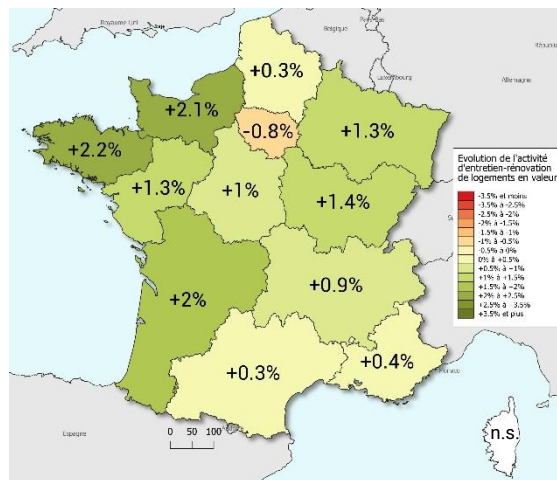 Royaume-Uni
Belgique
Pays-Bas
Luxembourg
Allemagne
+0.3%
+2.1%
-0.8%
+1.3%
+2.2%
+1.3%
+1%
+1.4%
+2%
+0.9%
+0.3%
+0.4%
Monaco
Espagne
n.s.
0 50 100
Evolution de l'activité
d'entretien-rénovation
de logements en valeur
-3.5% et moins
-3.5% à -2.5%
-2.5% à -2%
-2% à -1.5%
-1.5% à -1%
-1% à -0.5%
-0.5% à 0%
0% à +0.5%
+0.5% à +1%
+1% à +1.5%
+1.5% à +2%
+2% à +2.5%
+2.5% à +3.5%
+3.5% et plus